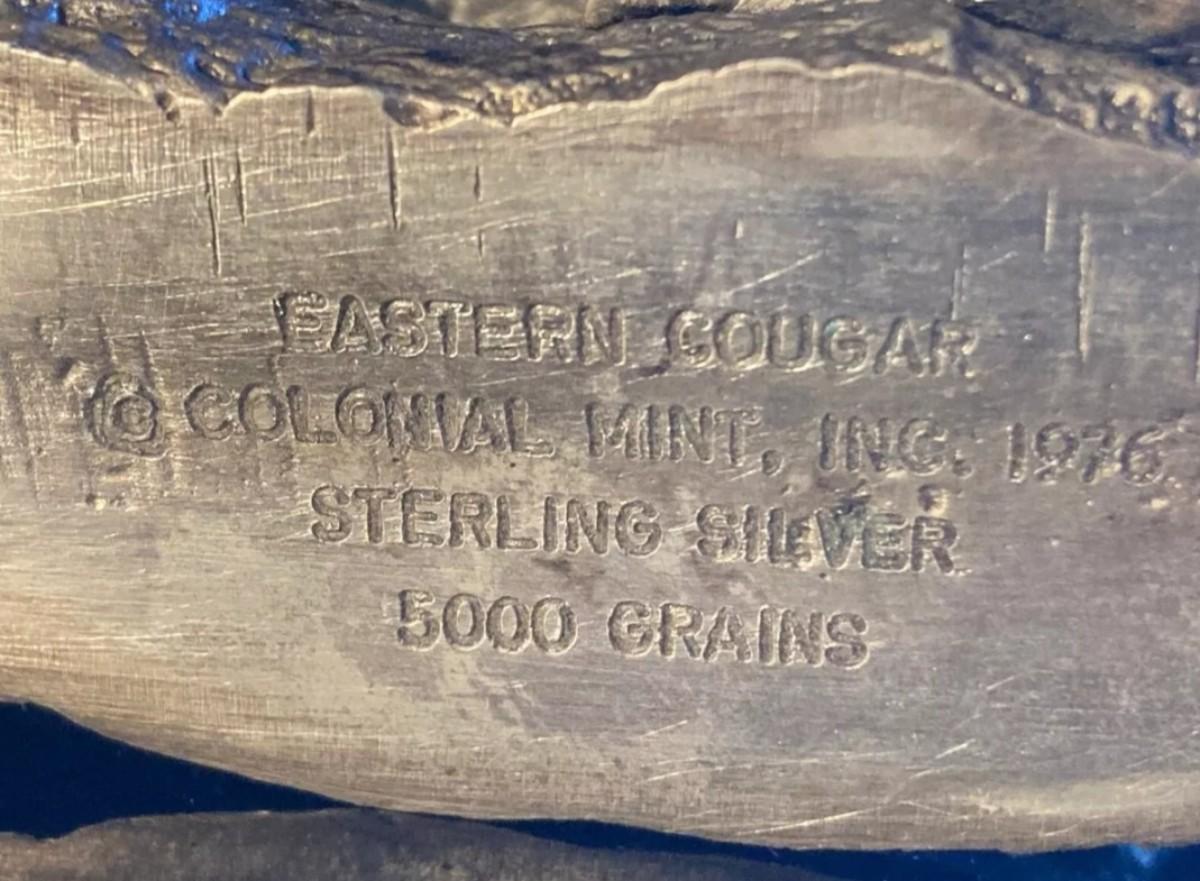 EASTERN COUGAR
© COLONIAL MINT, INC. 1976
STERLING SILVER
5000 GRAINS